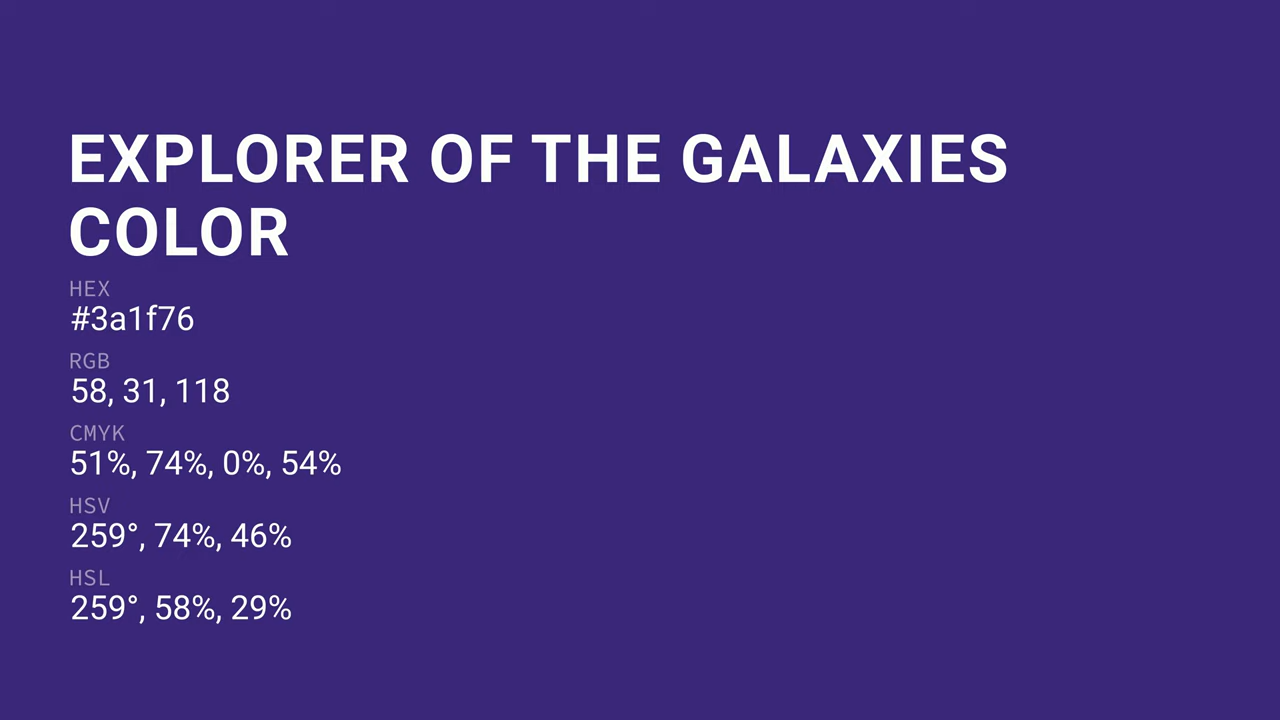 EXPLORER OF THE GALAXIES
COLOR
HEX
#3a1f76
RGB
58, 31, 118
CMYK
51%, 74%, 0%, 54%
HSV
259°, 74%, 46%
HSL
259°, 58%, 29%